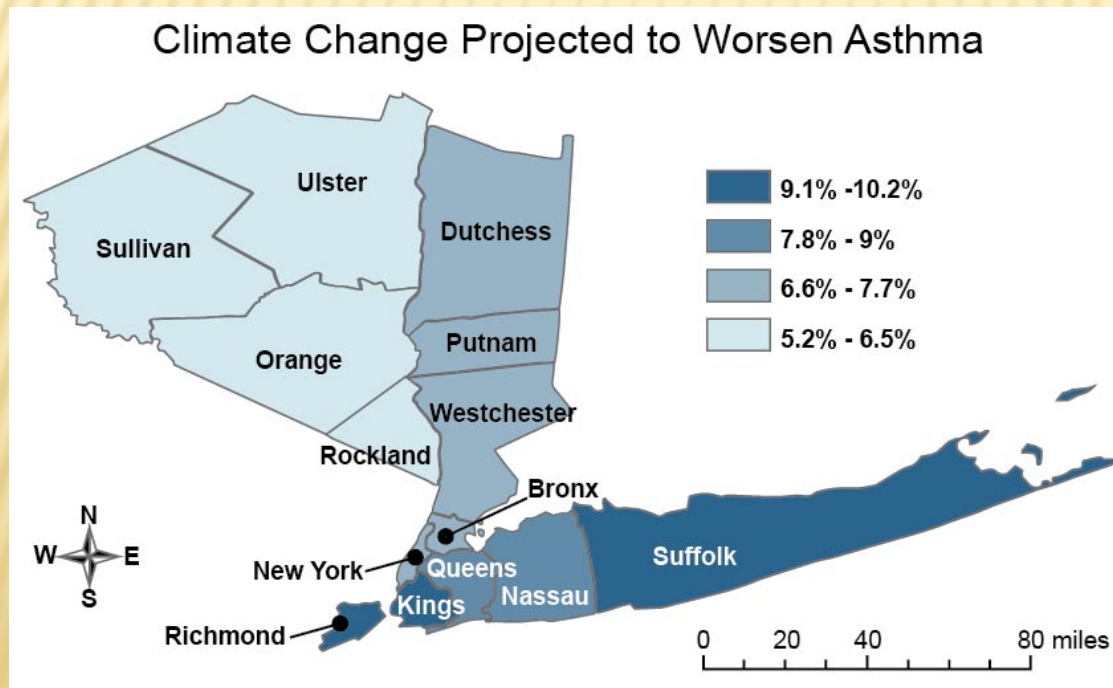 Climate Change Projected to Worsen Asthma
Ulster
Sullivan
Dutchess
Orange
Putnam
Westchester
Rockland
Bronx
New York
Queens
Kings
Nassau
Suffolk
Richmond
9.1% -10.2%
7.8% - 9%
6.6% - 7.7%
5.2% - 6.5%
N
W E
S
0 20 40 60 80 miles